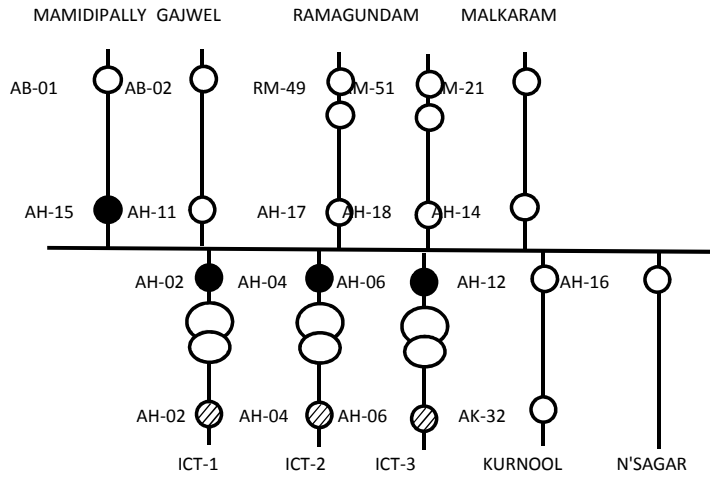 MAMIDIPALLY GAJWEL RAMAGUNDAM MALKARAM
AB-01 AB-02 RM-49 M-51 M-21
AH-15 AH-11 AH-17 AH-18 AH-14
AH-02 AH-04 AH-06 AH-12 AH-16
AH-02 AH-04 AH-06 AK-32
ICT-1 ICT-2 ICT-3 KURNOOL N'SAGAR